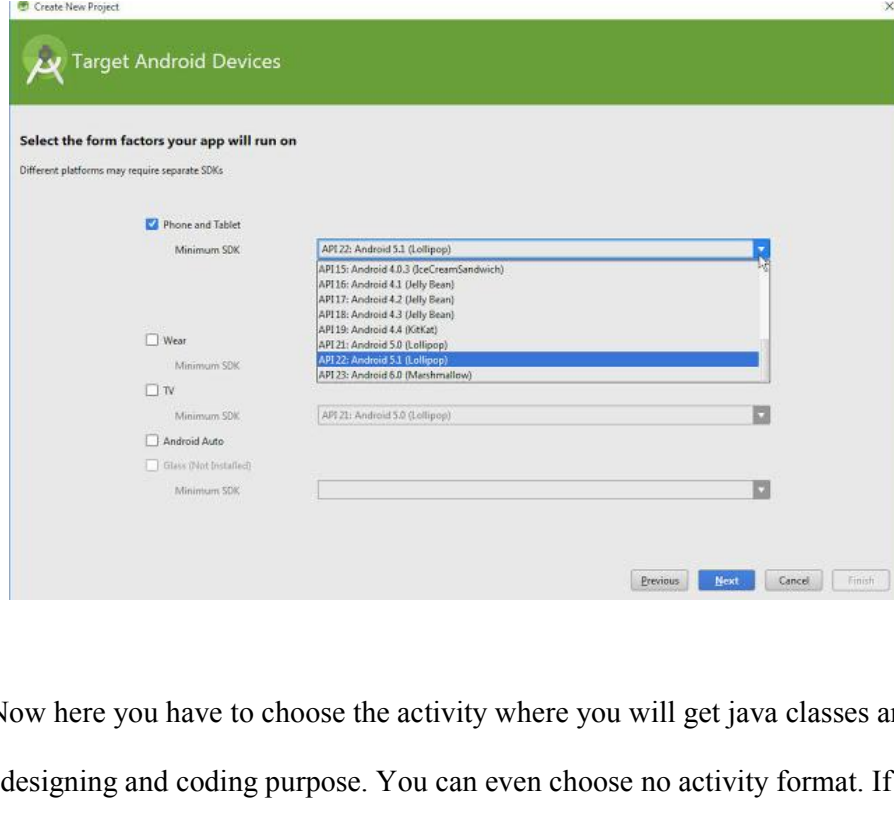 Create New Project
Target Android Devices
Select the form factors your app will run on
Different platforms may require separate SDKs
Phone and Tablet
Minimum SDK
API 22: Android 5.1 (Lollipop)
API 15: Android 4.0.3 (IceCreamSandwich)
API 16: Android 4.1 (Jelly Bean)
API 17: Android 4.2 (Jelly Bean)
API 18: Android 4.3 (Jelly Bean)
API 19: Android 4.4 (KitKat)
API 21: Android 5.0 (Lollipop)
API 22: Android 5.1 (Lollipop)
API 23: Android 6.0 (Marshmallow)
Wear
Minimum SDK
TV
Minimum SDK
API 21: Android 5.0 (Lollipop)
Android Auto
Glass (Not Installed)
Minimum SDK
Previous Next Cancel Finish
Now here you have to choose the activity where you will get java classes
designing and coding purpose. You can even choose no activity format. If